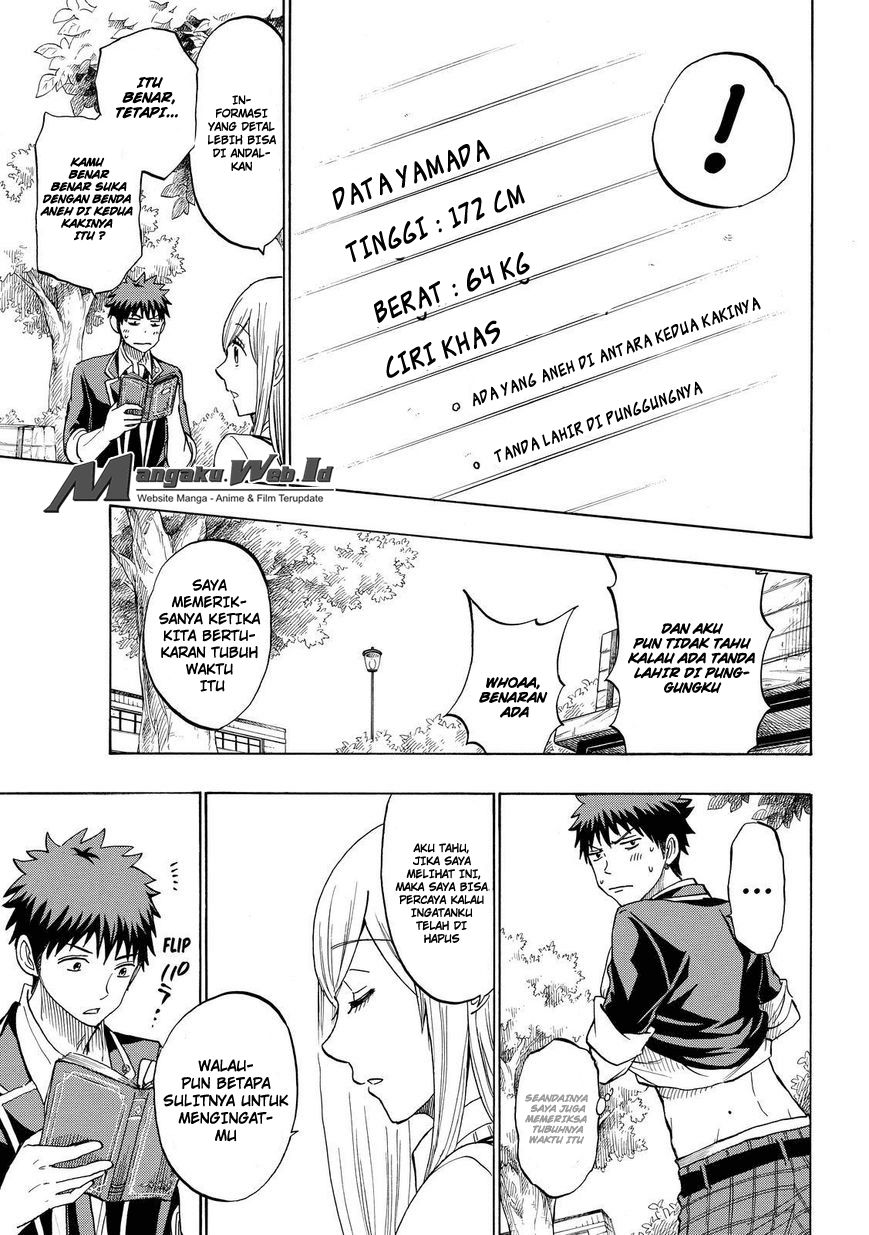 !
DATA YAMADA
TINGGI : 172 CM
BERAT : 64 KG
CIRI KHAS
ADA YANG ANEH DI ANTARA KEDUA KAKINYA
TANDA LAHIR DI PUNGGUNGNYA
IN-
FORMASI
YANG DETAL
LEBIH BISA
DI ANDAL-
KAN
ITU
BENAR,
TETAPI...
KAMU
BENAR
BENAR SUKA
DENGAN BENDA
ANEH DI KEDUA
KAKINYA
ITU ?
Mangaku.Web.Id
Website Manga - Anime & Film Terupdate
DAN AKU
PUN TIDAK TAHU
KALAU ADA TANDA
LAHIR DI PUNG-
GUNGKU
WHOAA,
BENARAN
ADA
SAYA
MEMERIK-
SANYA KETIKA
KITA BERTU-
KARAN TUBUH
WAKTU
ITU
...
SEANDAINYA
SAYA JUGA
MEMERIKSA
TUBUHNYA
WAKTU ITU
AKU TAHU,
JIKA SAYA
MELIHAT INI,
MAKA SAYA BISA
PERCAYA KALAU
INGATANKU
TELAH DI
HAPUS
WALAU-
PUN BETAPA
SULITNYA UNTUK
MENGINGAT-
MU
FLIP